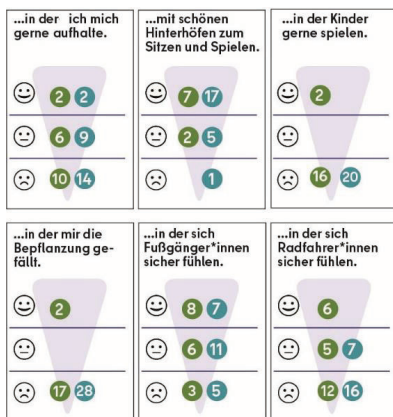 ...in der ich mich
gerne aufhalte.
2 2
6 9
10 14
...mit schönen
Hinterhöfen zum
Sitzen und Spielen.
7 17
2 5
1
...in der Kinder
gerne spielen.
2
16 20
...in der mir die
Bepflanzung ge-
fällt.
2
17 28
...in der sich
Fußgänger*innen
sicher fühlen.
8 7
6 11
3 5
...in der sich
Radfahrer*innen
sicher fühlen.
6
5 7
12 16